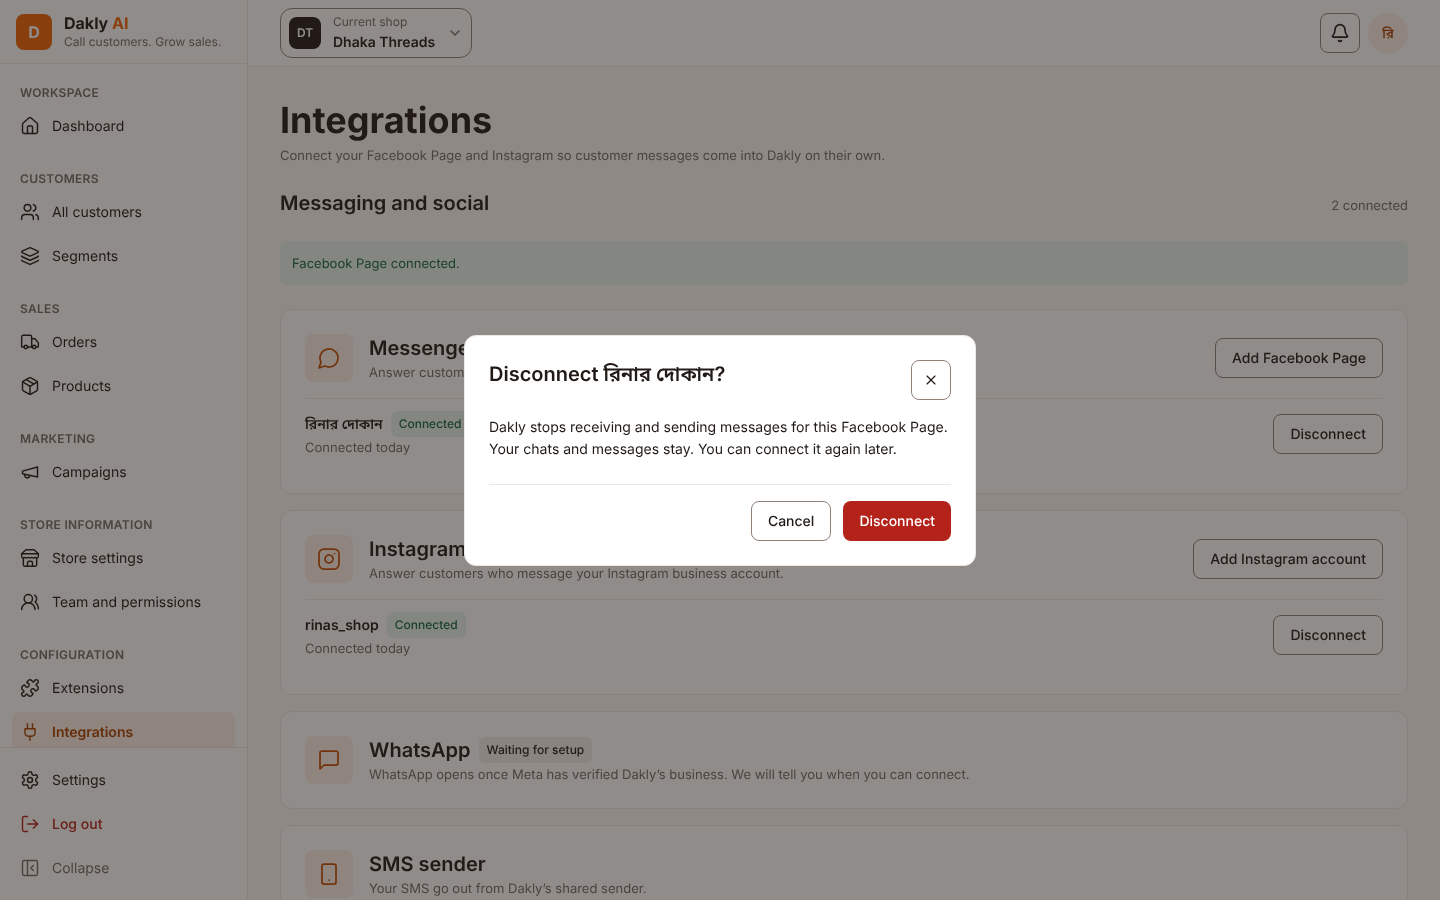 D
Dakly AI
Call customers. Grow sales.
WORKSPACE
Dashboard
CUSTOMERS
All customers
Segments
SALES
Orders
Products
MARKETING
Campaigns
STORE INFORMATION
Store settings
Team and permissions
CONFIGURATION
Extensions
Integrations
Settings
Log out
Collapse
DT
Current shop
Dhaka Threads
রি
Integrations
Connect your Facebook Page and Instagram so customer messages come into Dakly on their own.
Messaging and social
2 connected
Facebook Page connected.
Add Facebook Page
রিনার দোকান
Connected
Connected today
Disconnect
Disconnect রিনার দোকান?
Dakly stops receiving and sending messages for this Facebook Page.
Your chats and messages stay. You can connect it again later.
Cancel
Disconnect
Instagram
Answer customers who message your Instagram business account.
Add Instagram account
rinas_shop
Connected
Connected today
Disconnect
WhatsApp
Waiting for setup
WhatsApp opens once Meta has verified Dakly’s business. We will tell you when you can connect.
SMS sender
Your SMS go out from Dakly’s shared sender.